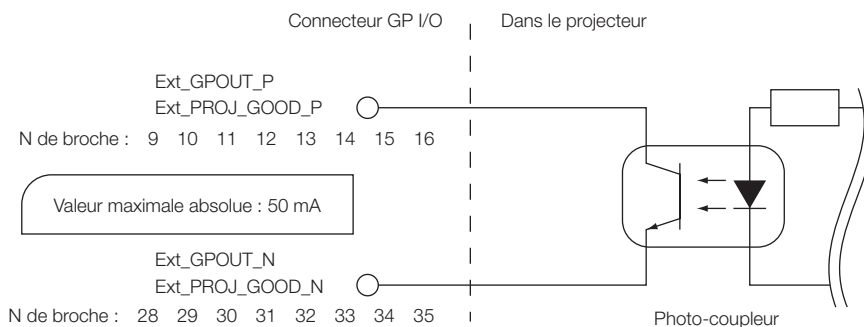 Connecteur GP I/O
Dans le projecteur
Ext_GPOUT_P
Ext_PROJ_GOOD_P
N de broche : 9 10 11 12 13 14 15 16
Valeur maximale absolue : 50 mA
Ext_GPOUT_N
Ext_PROJ_GOOD_N
N de broche : 28 29 30 31 32 33 34 35
Photo-coupleur